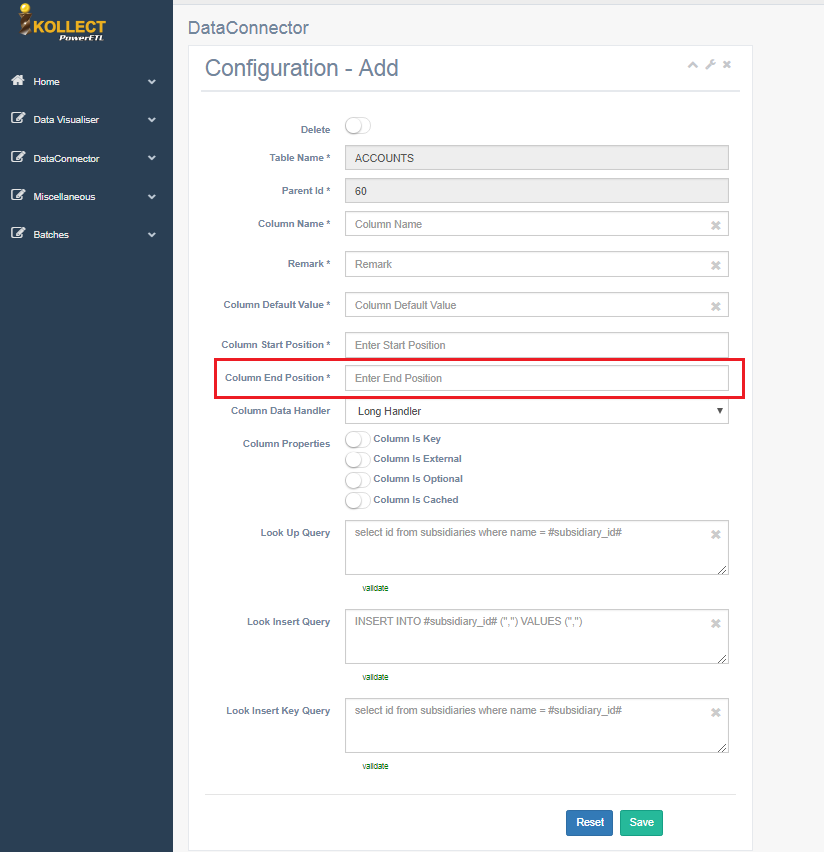 KOLLECT
PowerETL
Home
Data Visualiser
DataConnector
Miscellaneous
Batches
DataConnector
Configuration - Add
Delete
Table Name * ACCOUNTS
Parent Id * 60
Column Name * Column Name
Remark * Remark
Column Default Value * Column Default Value
Column Start Position * Enter Start Position
Column End Position * Enter End Position
Column Data Handler Long Handler
Column Properties Column Is Key
Column Is External
Column Is Optional
Column Is Cached
Look Up Query select id from subsidiaries where name = #subsidiary_id#
validate
Look Insert Query INSERT INTO #subsidiary_id# (",") VALUES (",")
validate
Look Insert Key Query select id from subsidiaries where name = #subsidiary_id#
validate
Reset Save